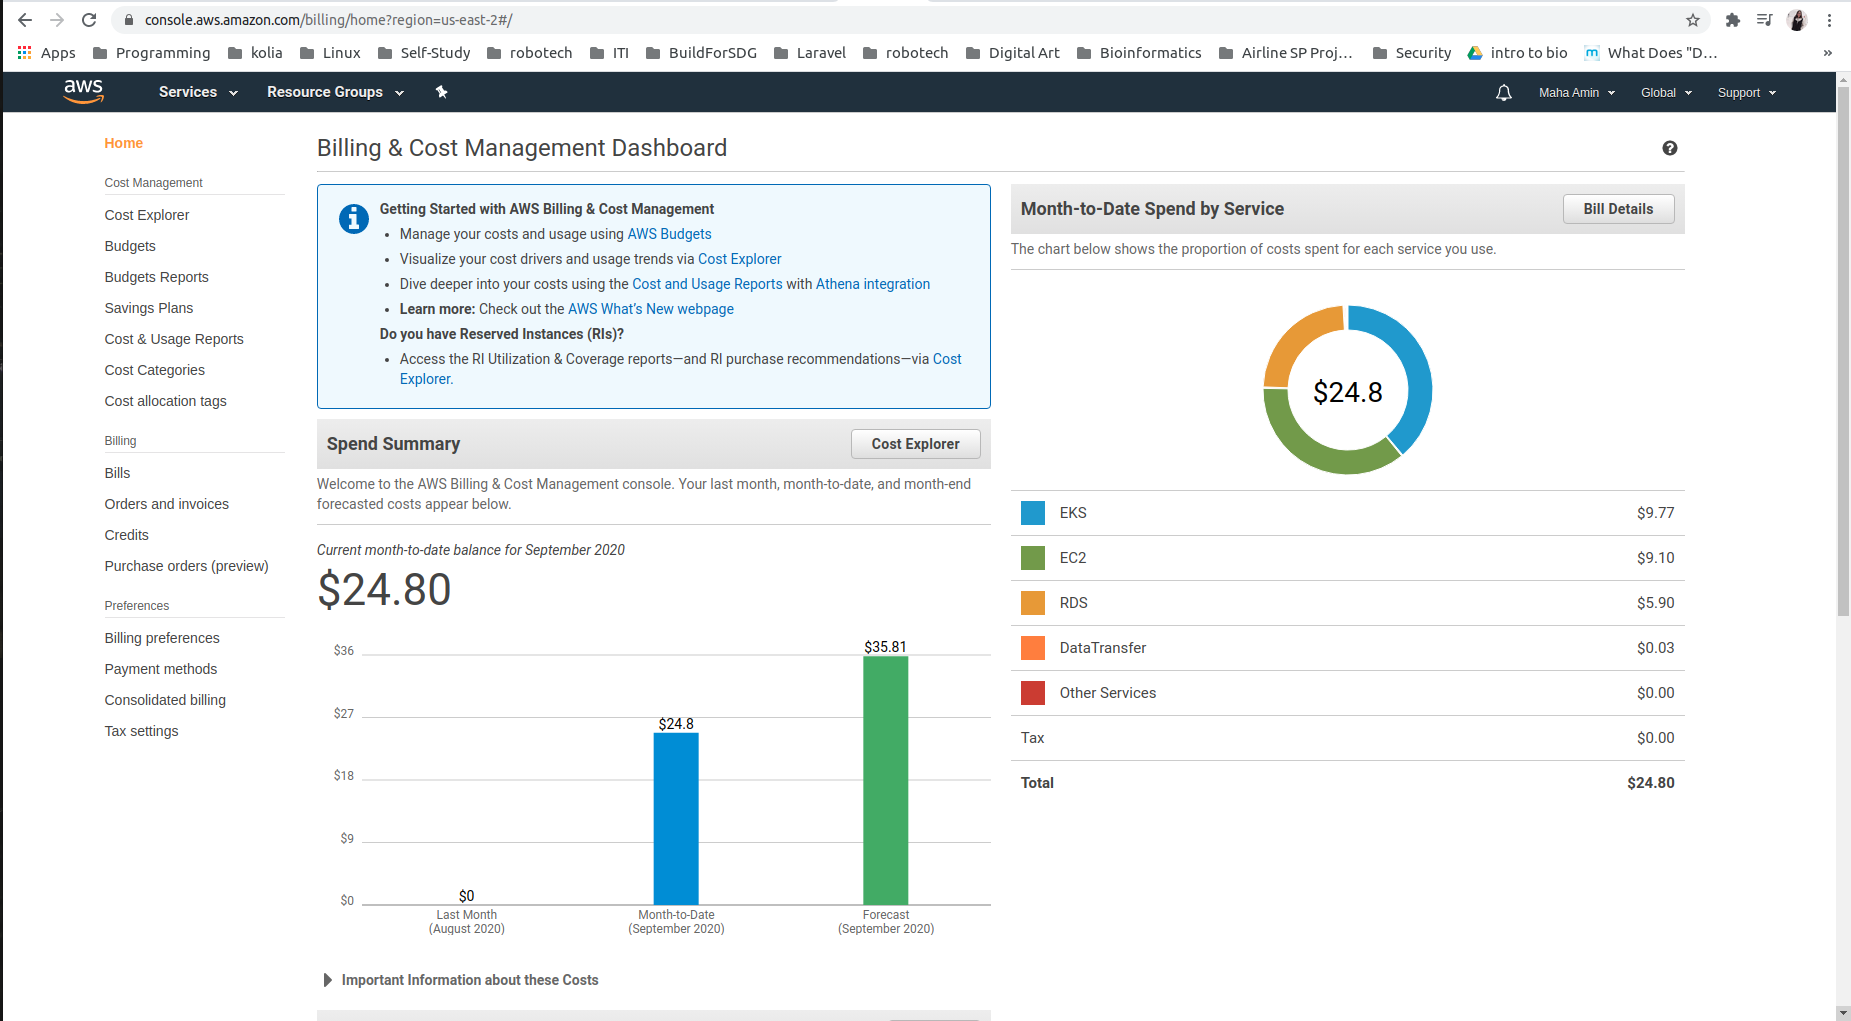 console.aws.amazon.com/billing/home?region=us-east-2#/
Apps Programming kolia Linux Self-Study robotech ITI BuildForSDG Laravel robotech Digital Art Bioinformatics Airline SP Proj... Security intro to bio m What Does "D... »
aws Services Resource Groups Maha Amin Global Support
Home
Cost Management
Cost Explorer
Budgets
Budgets Reports
Savings Plans
Cost & Usage Reports
Cost Categories
Cost allocation tags
Billing
Bills
Orders and invoices
Credits
Purchase orders (preview)
Preferences
Billing preferences
Payment methods
Consolidated billing
Tax settings
Billing & Cost Management Dashboard
?
i
Getting Started with AWS Billing & Cost Management
• Manage your costs and usage using AWS Budgets
• Visualize your cost drivers and usage trends via Cost Explorer
• Dive deeper into your costs using the Cost and Usage Reports with Athena integration
• Learn more: Check out the AWS What's New webpage
Do you have Reserved Instances (RIs)?
• Access the RI Utilization & Coverage reports—and RI purchase recommendations—via Cost
Explorer.
Spend Summary
Cost Explorer
Welcome to the AWS Billing & Cost Management console. Your last month, month-to-date, and month-end
forecasted costs appear below.
Current month-to-date balance for September 2020
$24.80
$36
$27
$18
$9
$0
$0
$24.8
$35.81
Last Month
(August 2020)
Month-to-Date
(September 2020)
Forecast
(September 2020)
Important Information about these Costs
Month-to-Date Spend by Service
Bill Details
The chart below shows the proportion of costs spent for each service you use.
$24.8
EKS $9.77
EC2 $9.10
RDS $5.90
DataTransfer $0.03
Other Services $0.00
Tax $0.00
Total $24.80